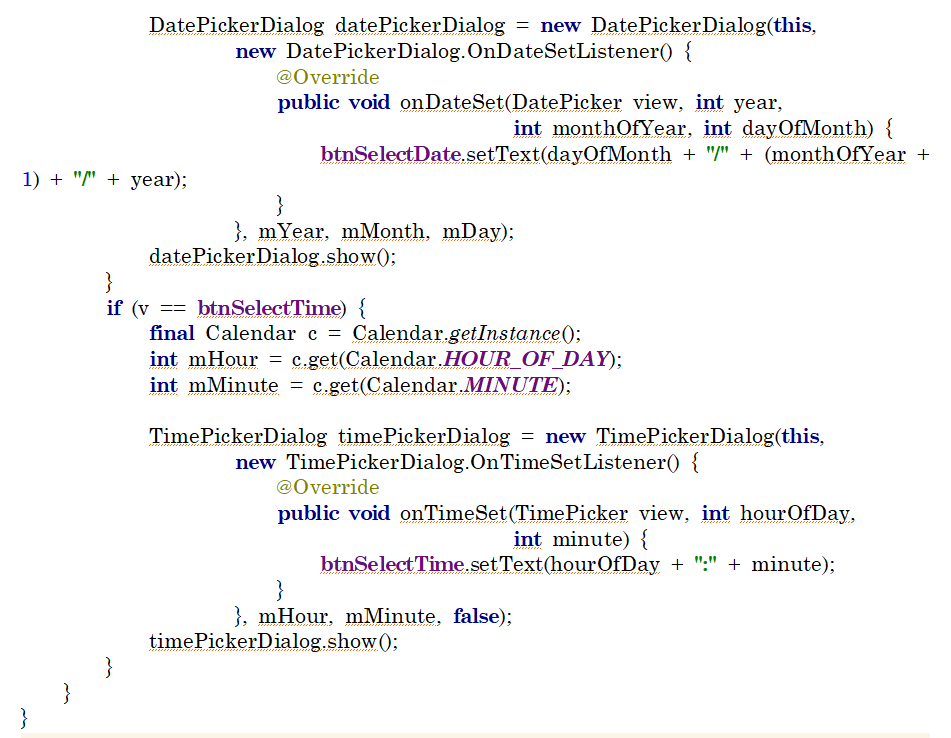 DatePickerDialog datePickerDialog = new DatePickerDialog(this,
new DatePickerDialog.OnDateSetListener() {
@Override
public void onDateSet(DatePicker view, int year,
int monthOfYear, int dayOfMonth) {
btnSelectDate.setText(dayOfMonth + "/" + (monthOfYear +
1) + "/" + year);
}
}, mYear, mMonth, mDay);
datePickerDialog.show();
}
if (v == btnSelectTime) {
final Calendar c = Calendar.getInstance();
int mHour = c.get(Calendar.HOUR_OF_DAY);
int mMinute = c.get(Calendar.MINUTE);
TimePickerDialog timePickerDialog = new TimePickerDialog(this,
new TimePickerDialog.OnTimeSetListener() {
@Override
public void onTimeSet(TimePicker view, int hourOfDay,
int minute) {
btnSelectTime.setText(hourOfDay + ":" + minute);
}
}, mHour, mMinute, false);
timePickerDialog.show();
}
}
}